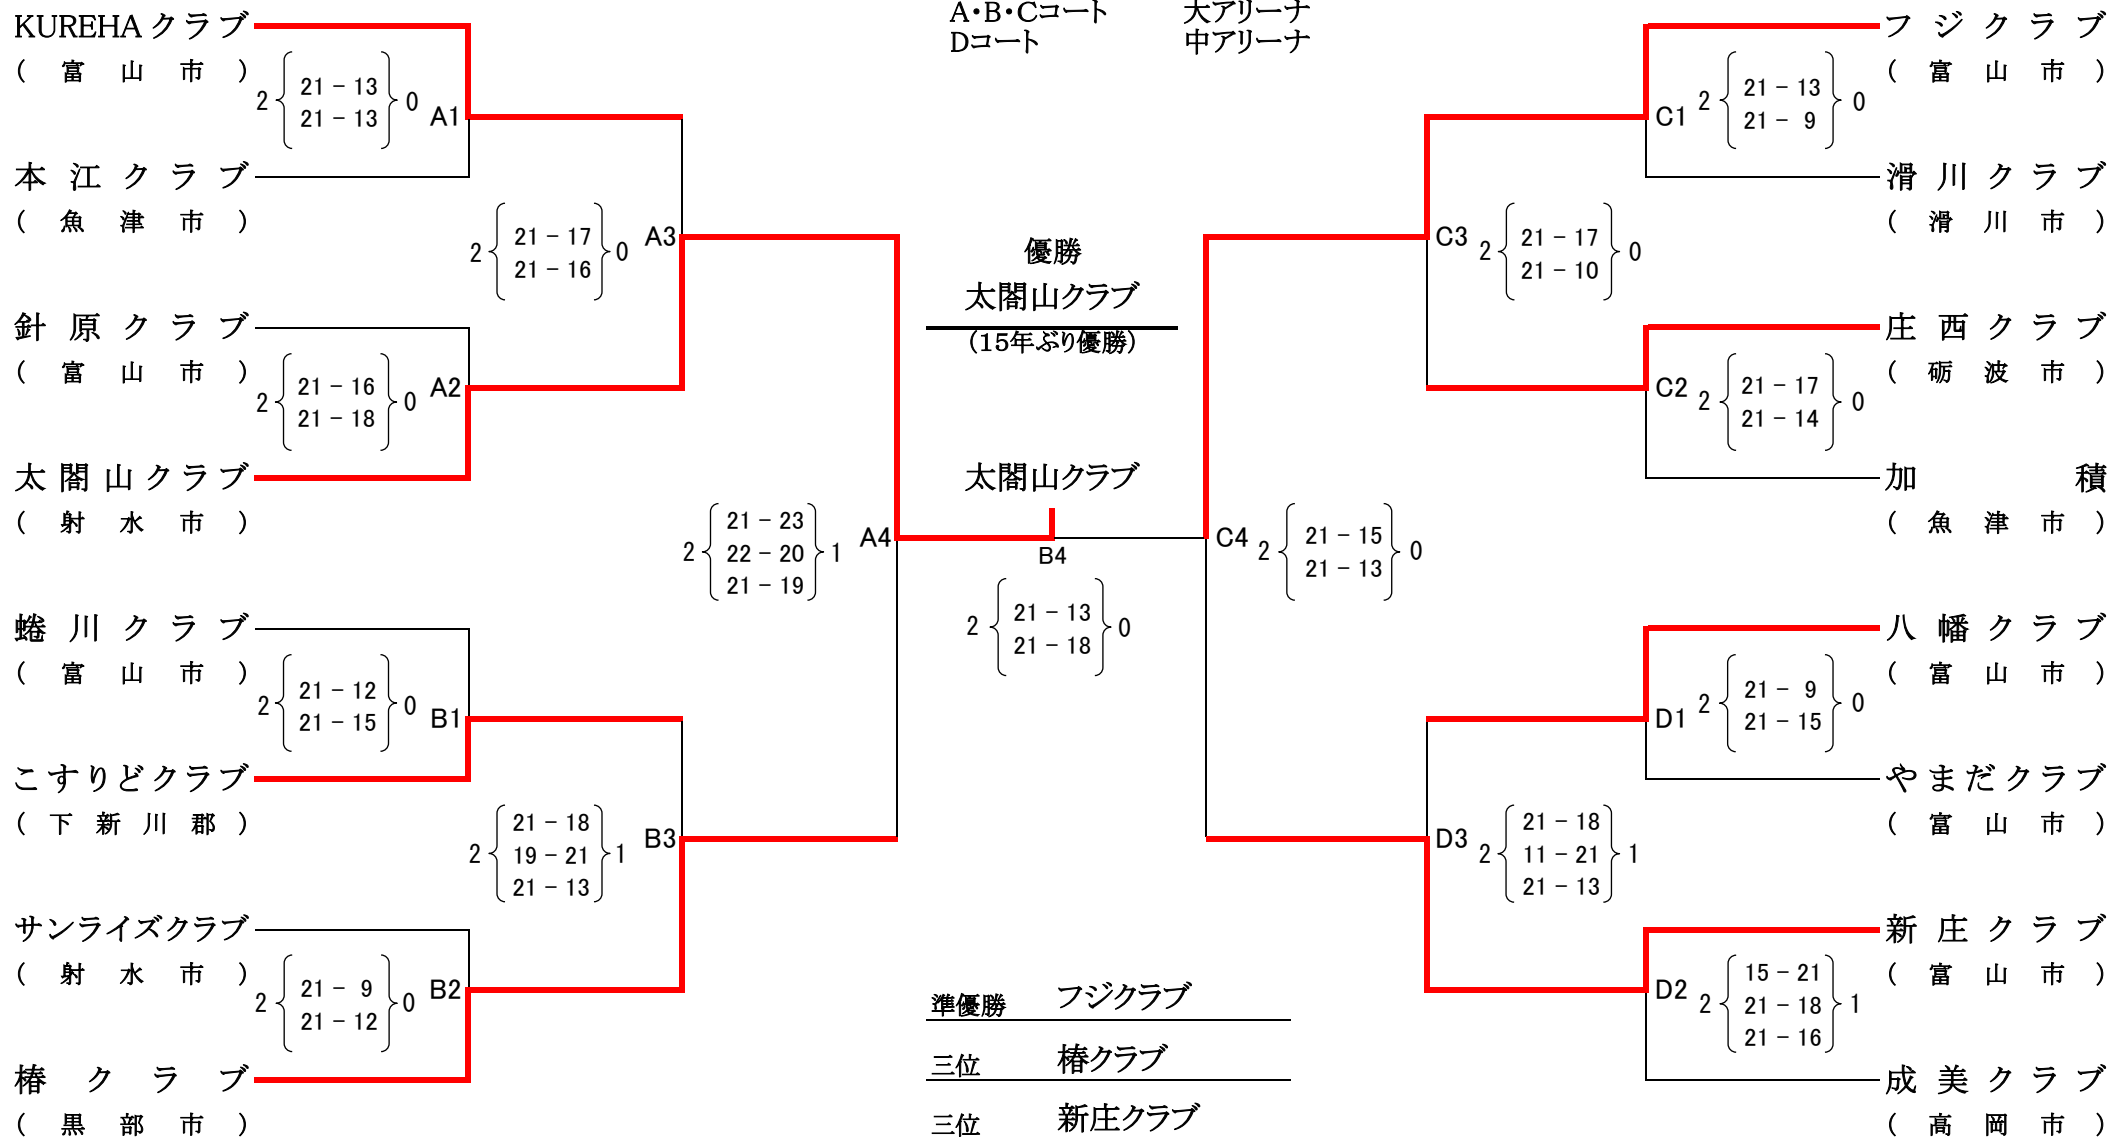 A・B・Cコート 大アリーナ
Dコート 中アリーナ
KUREHAクラブ
(富山市)
2 21 − 13 0
21 − 13
A1
本江クラブ
(魚津市)
2 21 − 17 0
21 − 16
A3
針原クラブ
(富山市)
2 21 − 16 0
21 − 18
A2
太閤山クラブ
(射水市)
2 21 − 23 1
22 − 20
21 − 19
A4
蜷川クラブ
(富山市)
2 21 − 12 0
21 − 15
B1
こすりどクラブ
(下新川郡)
2 21 − 18 1
19 − 21
21 − 13
B3
サンライズクラブ
(射水市)
2 21 − 9 0
21 − 12
B2
椿クラブ
(黒部市)
優勝
太閤山クラブ
(15年ぶり優勝)
太閤山クラブ
B4
2 21 − 13 0
21 − 18
準優勝 フジクラブ
三位 椿クラブ
三位 新庄クラブ
フジクラブ
(富山市)
C1
2 21 − 13 0
21 − 9
滑川クラブ
(滑川市)
C3
2 21 − 17 0
21 − 10
庄西クラブ
(砺波市)
C2
2 21 − 17 0
21 − 14
加積
(魚津市)
C4
2 21 − 15 0
21 − 13
八幡クラブ
(富山市)
D1
2 21 − 9 0
21 − 15
やまだクラブ
(富山市)
D3
2 21 − 18 1
11 − 21
21 − 13
新庄クラブ
(富山市)
D2
2 15 − 21 1
21 − 18
21 − 16
成美クラブ
(高岡市)